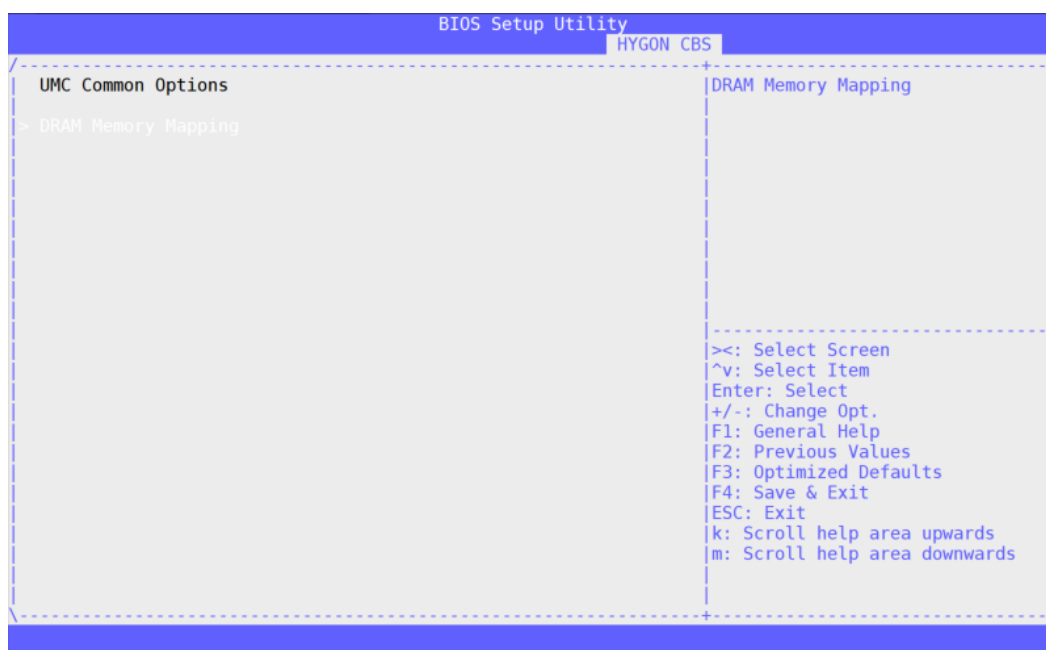 BIOS Setup Utility
HYGON CBS
UMC Common Options
> DRAM Memory Mapping
DRAM Memory Mapping
><: Select Screen
^v: Select Item
Enter: Select
+/-: Change Opt.
F1: General Help
F2: Previous Values
F3: Optimized Defaults
F4: Save & Exit
ESC: Exit
k: Scroll help area upwards
m: Scroll help area downwards